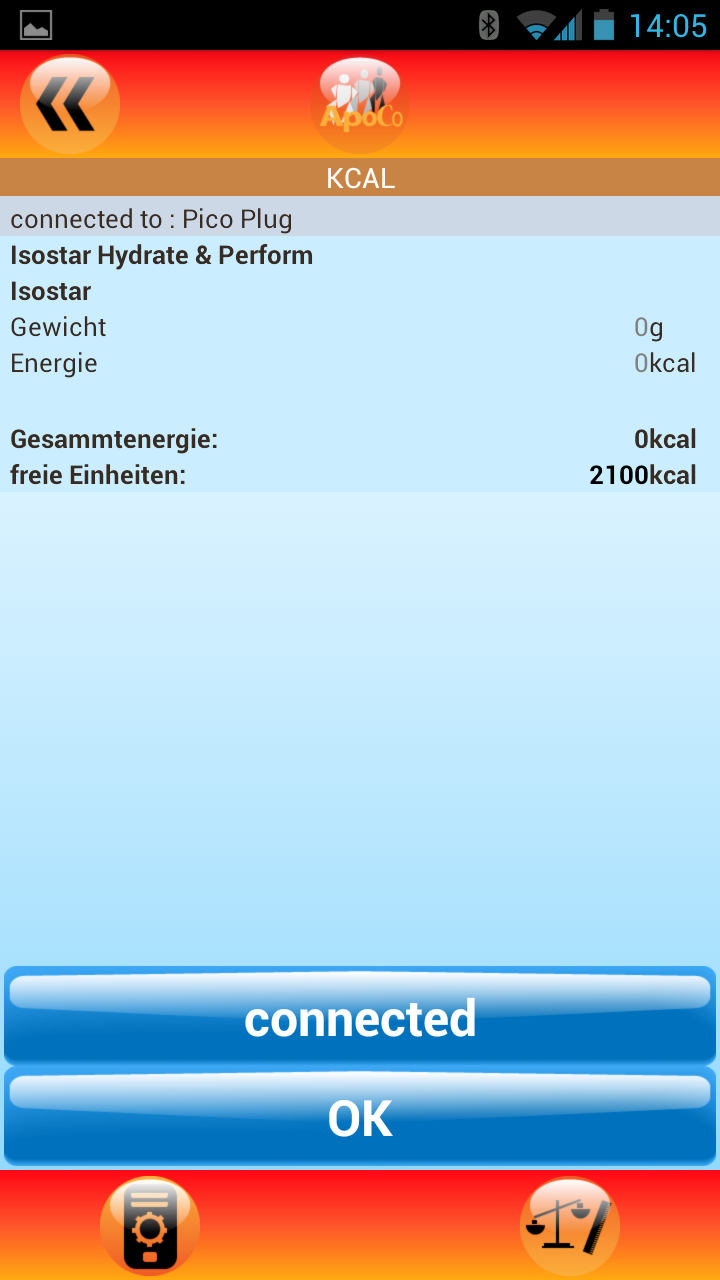 14:05
ApoCo
KCAL
connected to : Pico Plug
Isostar Hydrate & Perform
Isostar
Gewicht 0g
Energie 0kcal
Gesammtenergie: 0kcal
freie Einheiten: 2100kcal
connected
OK